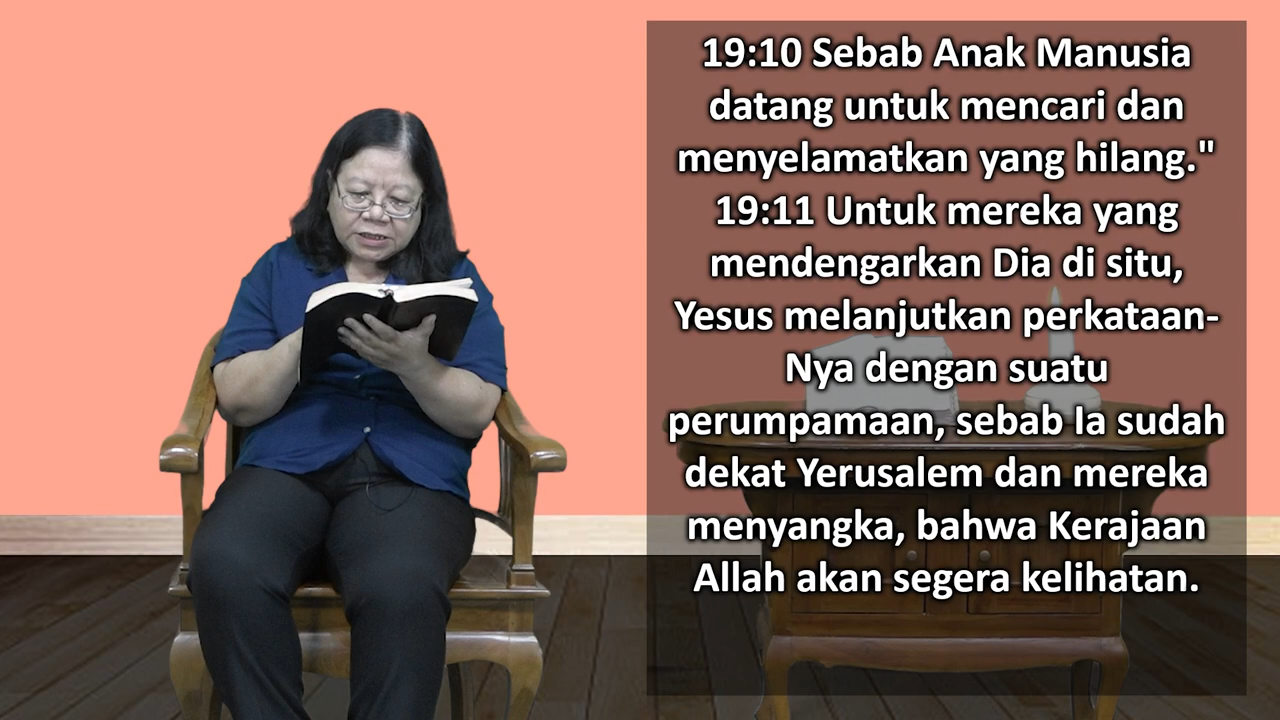 19:10 Sebab Anak Manusia
datang untuk mencari dan
menyelamatkan yang hilang."
19:11 Untuk mereka yang
mendengarkan Dia di situ,
Yesus melanjutkan perkataan-
Nya dengan suatu
perumpamaan, sebab Ia sudah
dekat Yerusalem dan mereka
menyangka, bahwa Kerajaan
Allah akan segera kelihatan.